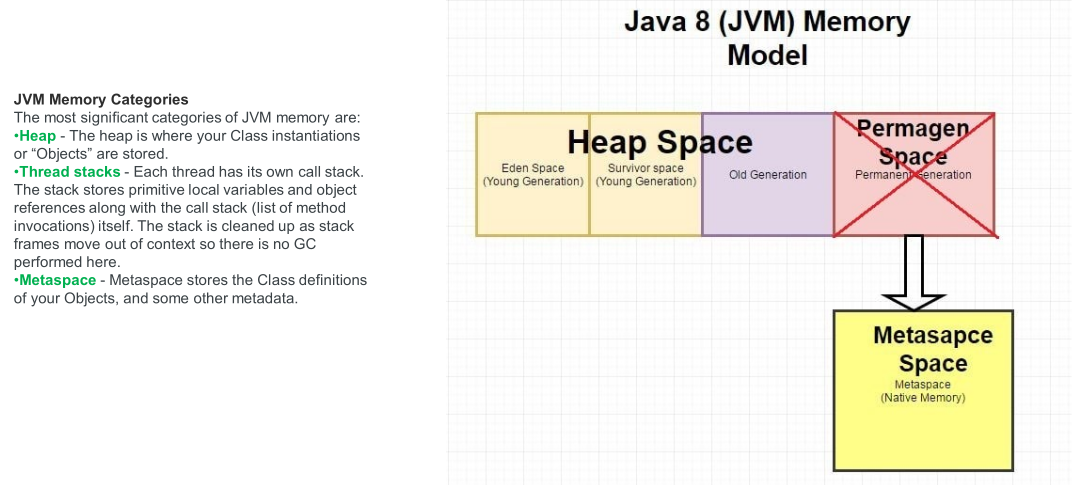 JVM Memory Categories
The most significant categories of JVM memory are:
•Heap - The heap is where your Class instantiations
or “Objects” are stored.
•Thread stacks - Each thread has its own call stack.
The stack stores primitive local variables and object
references along with the call stack (list of method
invocations) itself. The stack is cleaned up as stack
frames move out of context so there is no GC
performed here.
•Metaspace - Metaspace stores the Class definitions
of your Objects, and some other metadata.
Java 8 (JVM) Memory
Model
Heap Space
Eden Space
(Young Generation)
Survivor space
(Young Generation)
Old Generation
Permagen
Space
Permanent Generation
Metasapce
Space
Metaspace
(Native Memory)